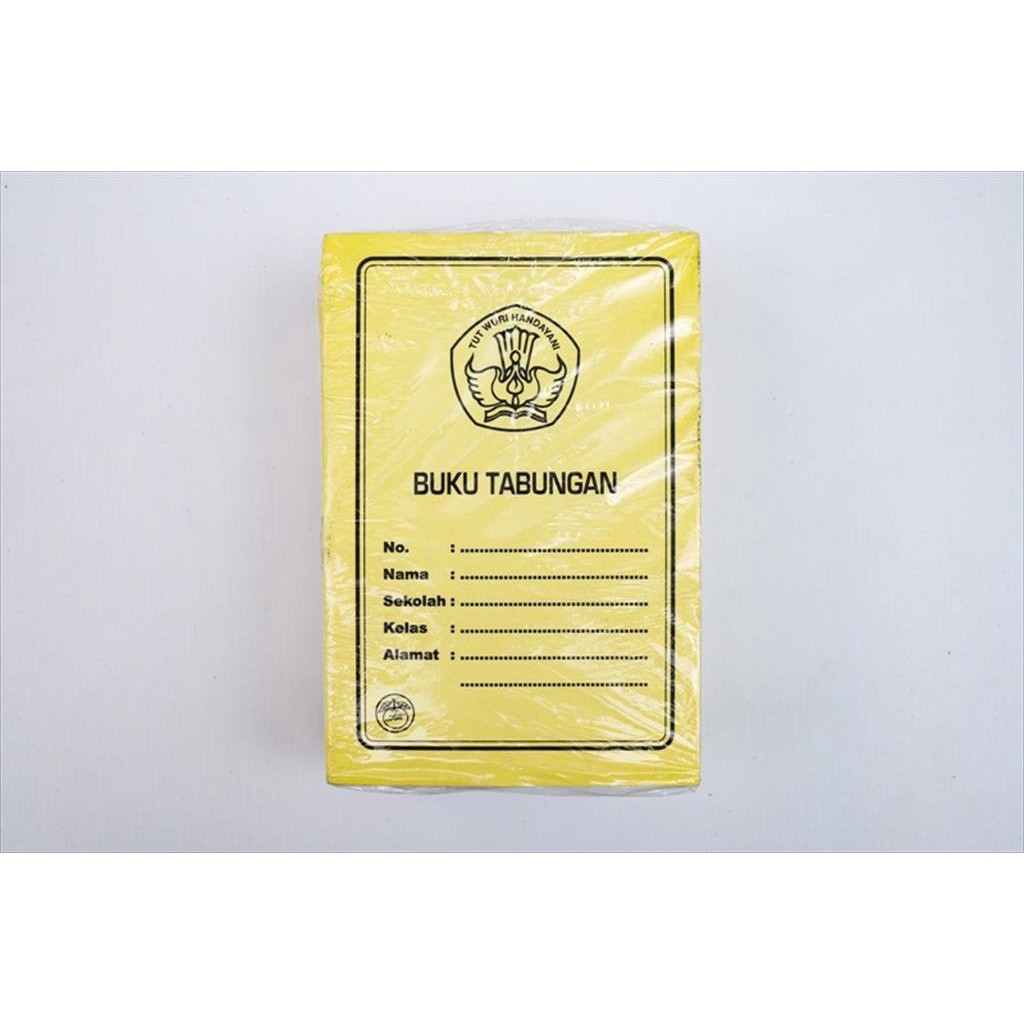 TUT WURI HANDAYANI
BUKU TABUNGAN
No. : ........................................
Nama : ........................................
Sekolah : ........................................
Kelas : ........................................
Alamat : ........................................
........................................